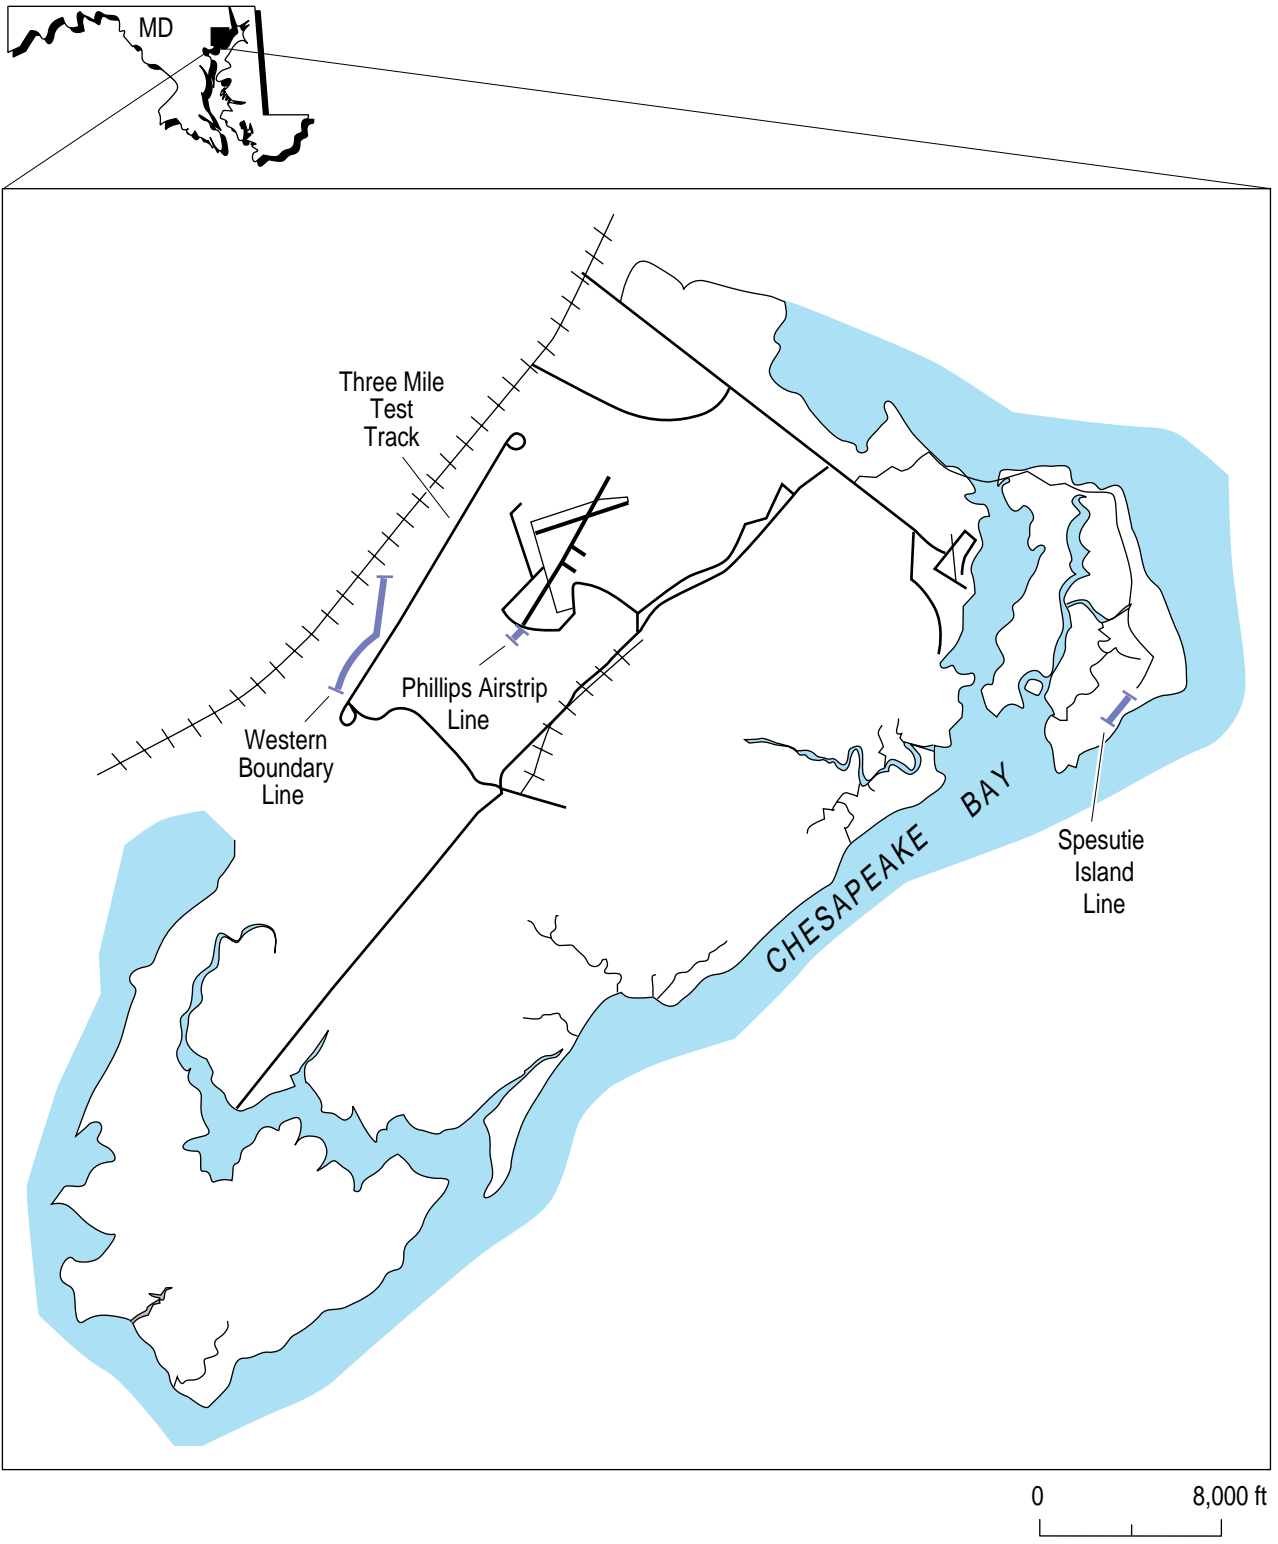 MD
Three Mile
Test
Track
Phillips Airstrip
Line
Western
Boundary
Line
CHESAPEAKE BAY
Spesutie
Island
Line
0 8,000 ft